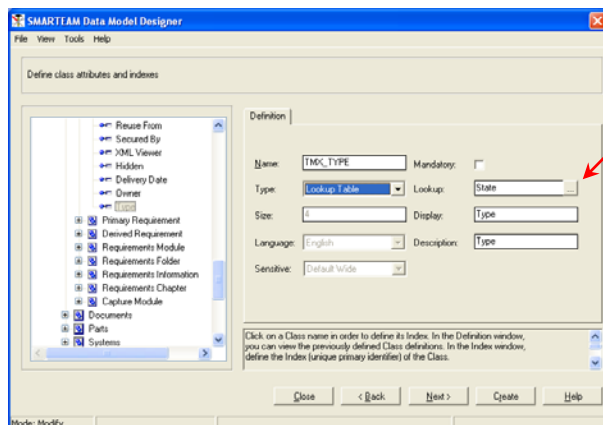 SMARTEAM Data Model Designer
File View Tools Help
Define class attributes and indexes
Reuse From
Secured By
XML Viewer
Hidden
Delivery Date
Owner
Type
Primary Requirement
Derived Requirement
Requirements Module
Requirements Folder
Requirements Information
Requirements Chapter
Capture Module
Documents
Parts
Systems
Definition
Name: TMX_TYPE Mandatory:
Type: Lookup Table Lookup: State ...
Size: 4 Display: Type
Language: English Description: Type
Sensitive: Default Wide
Click on a Class name in order to define its Index. In the Definition window,
you can view the previously defined Class definitions. In the Index window,
define the Index (unique primary identifier) of the Class.
Close < Back Next > Create Help
Mode: Modify